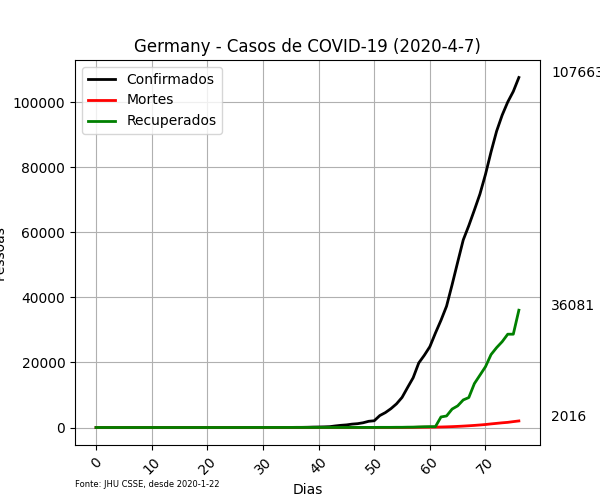 Germany - Casos de COVID-19 (2020-4-7)
Confirmados
Mortes
Recuperados
107663
100000
80000
60000
40000
20000
0
36081
2016
0
10
20
30
40
50
60
70
Fonte: JHU CSSE, desde 2020-1-22
Dias